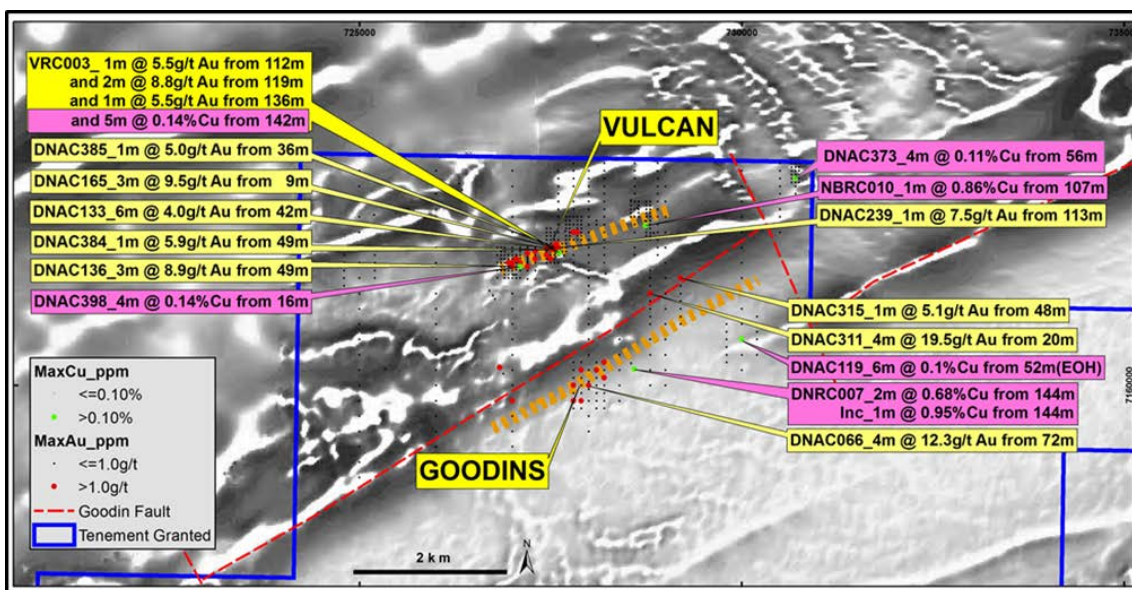 725000
730000
735000
VRC003_ 1m @ 5.5g/t Au from 112m
and 2m @ 8.8g/t Au from 119m
and 1m @ 5.5g/t Au from 136m
and 5m @ 0.14%Cu from 142m
DNAC385_1m @ 5.0g/t Au from 36m
DNAC165_3m @ 9.5g/t Au from 9m
DNAC133_6m @ 4.0g/t Au from 42m
DNAC384_1m @ 5.9g/t Au from 49m
DNAC136_3m @ 8.9g/t Au from 49m
DNAC398_4m @ 0.14%Cu from 16m
VULCAN
DNAC373_4m @ 0.11%Cu from 56m
NBRC010_1m @ 0.86%Cu from 107m
DNAC239_1m @ 7.5g/t Au from 113m
DNAC315_1m @ 5.1g/t Au from 48m
DNAC311_4m @ 19.5g/t Au from 20m
DNAC119_6m @ 0.1%Cu from 52m(EOH)
DNRC007_2m @ 0.68%Cu from 144m
Inc_1m @ 0.95%Cu from 144m
DNAC066_4m @ 12.3g/t Au from 72m
7160000
GOODINS
MaxCu_ppm
<=0.10%
>0.10%
MaxAu_ppm
<=1.0g/t
>1.0g/t
Goodin Fault
Tenement Granted
2 k m
N